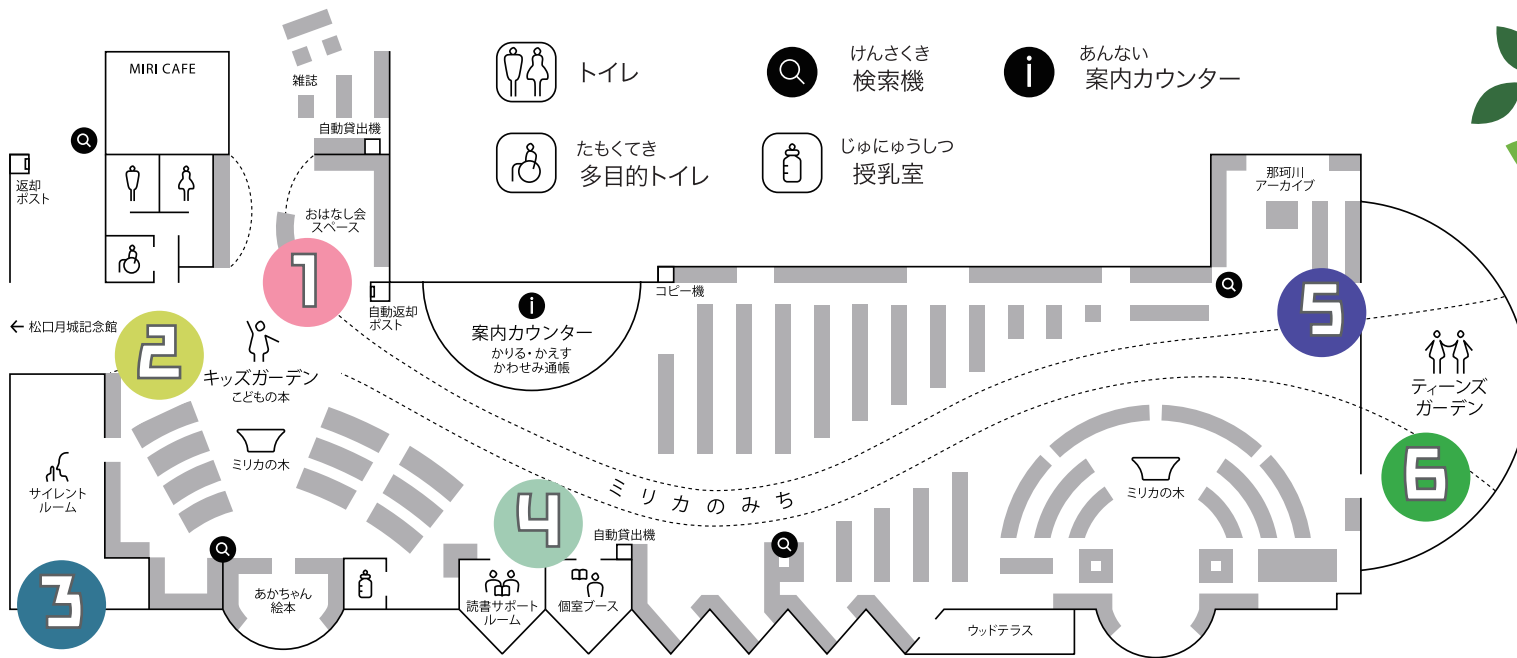 MIRI CAFE
雑誌
自動貸出機
トイレ
けんさくき
検索機
i
あんない
案内カウンター
たもくてき
多目的トイレ
じゅにゅうしつ
授乳室
返却
ポスト
おはなし会
スペース
1
自動返却
ポスト
i
案内カウンター
かりる・かえす
かわせみ通帳
コピー機
那珂川
アーカイブ
5
← 松口月城記念館
2
キッズガーデン
こどもの本
ミリカの木
ティーンズ
ガーデン
サイレント
ルーム
ミリカのみち
ミリカの木
6
4
自動貸出機
3
あかちゃん
絵本
読書サポート
ルーム
個室ブース
ウッドテラス